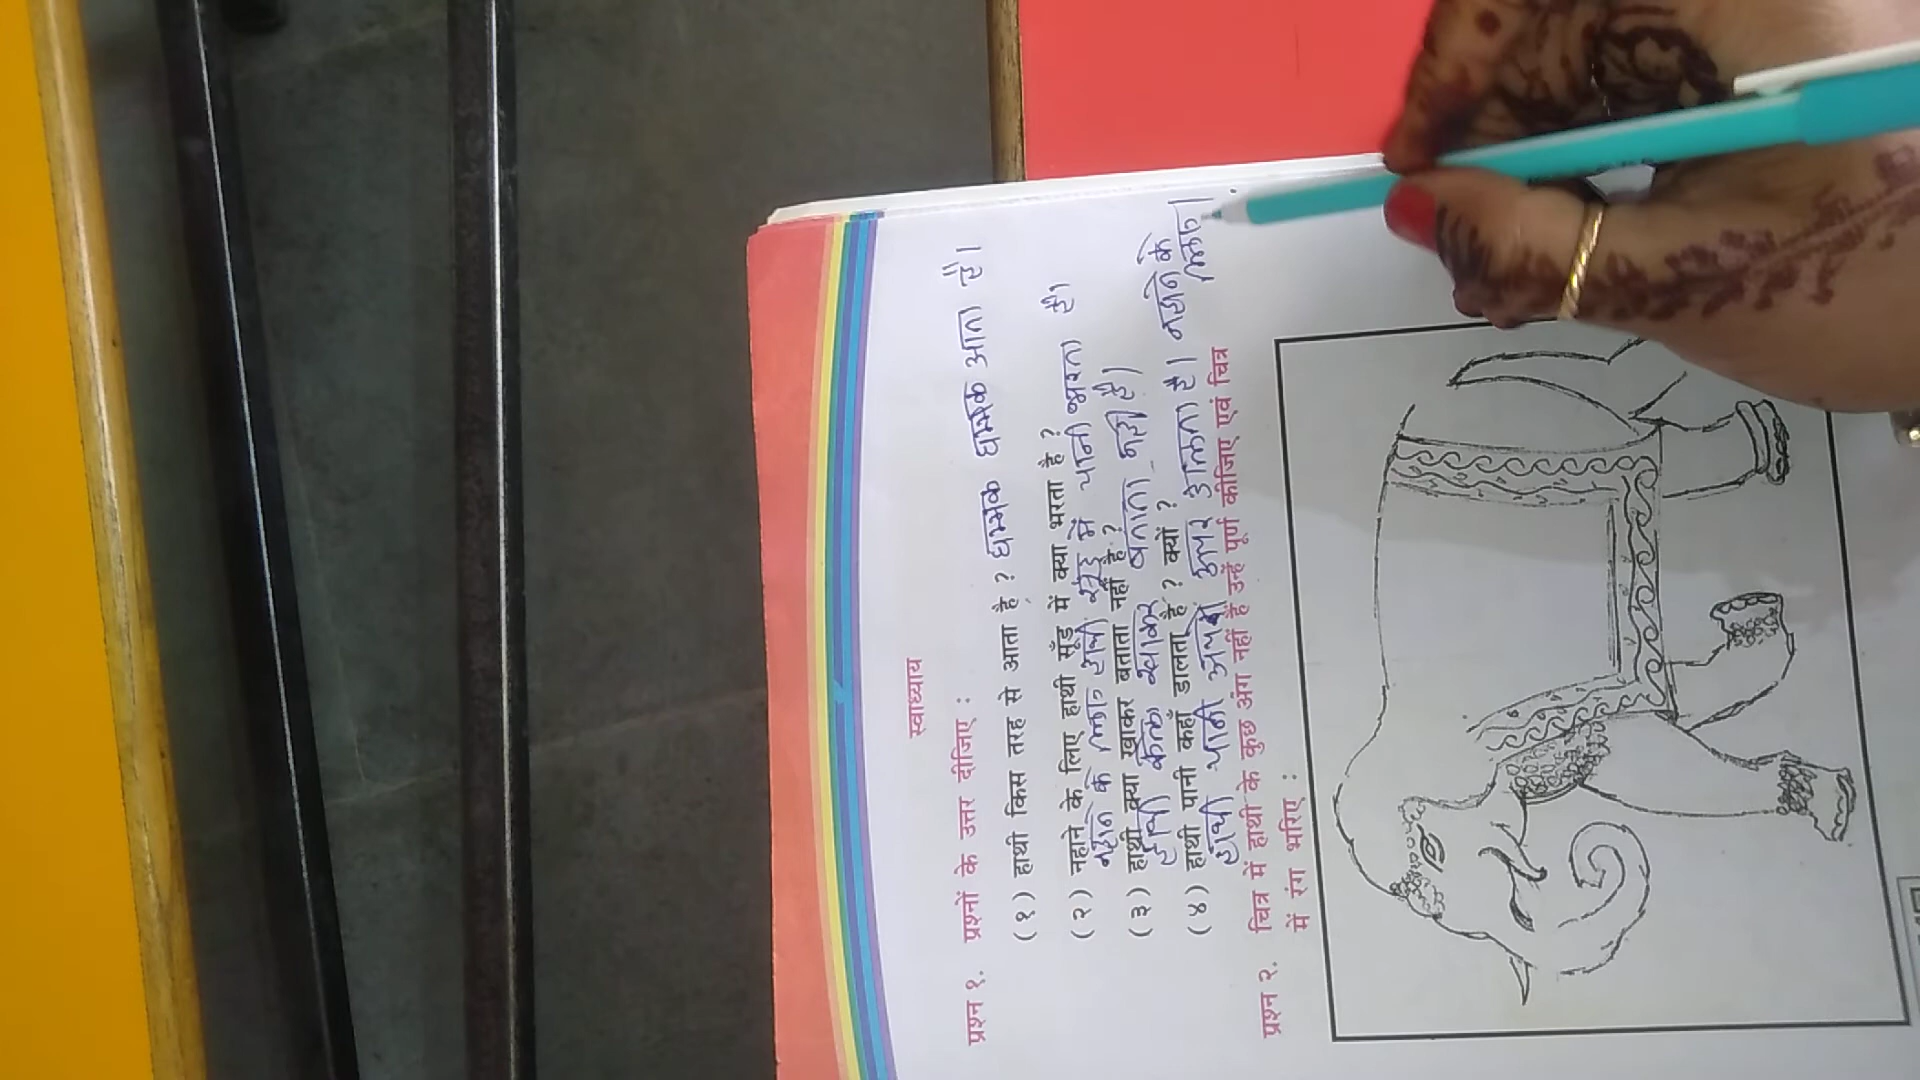 स्वाध्याय
प्रश्न १. प्रश्नों के उत्तर दीजिए :
(१) हाथी किस तरह से आता है ? धम्मक धम्मक आता है।
(२) नहाने के लिए हाथी सूँड में क्या भरता है ?
नहाने के लिए हाथी सूंड में पानी भरता है।
(३) हाथी क्या खाकर बताता नहीं है ?
हाथी केला खाकर बताता नहीं है।
(४) हाथी पानी कहाँ डालता है ? क्यों ?
हाथी पानी अपने ऊपर डालता है। नहाने के लिए।
प्रश्न २. चित्र में हाथी के कुछ अंग नहीं हैं उन्हें पूर्ण कीजिए एवं चित्र
में रंग भरिए :